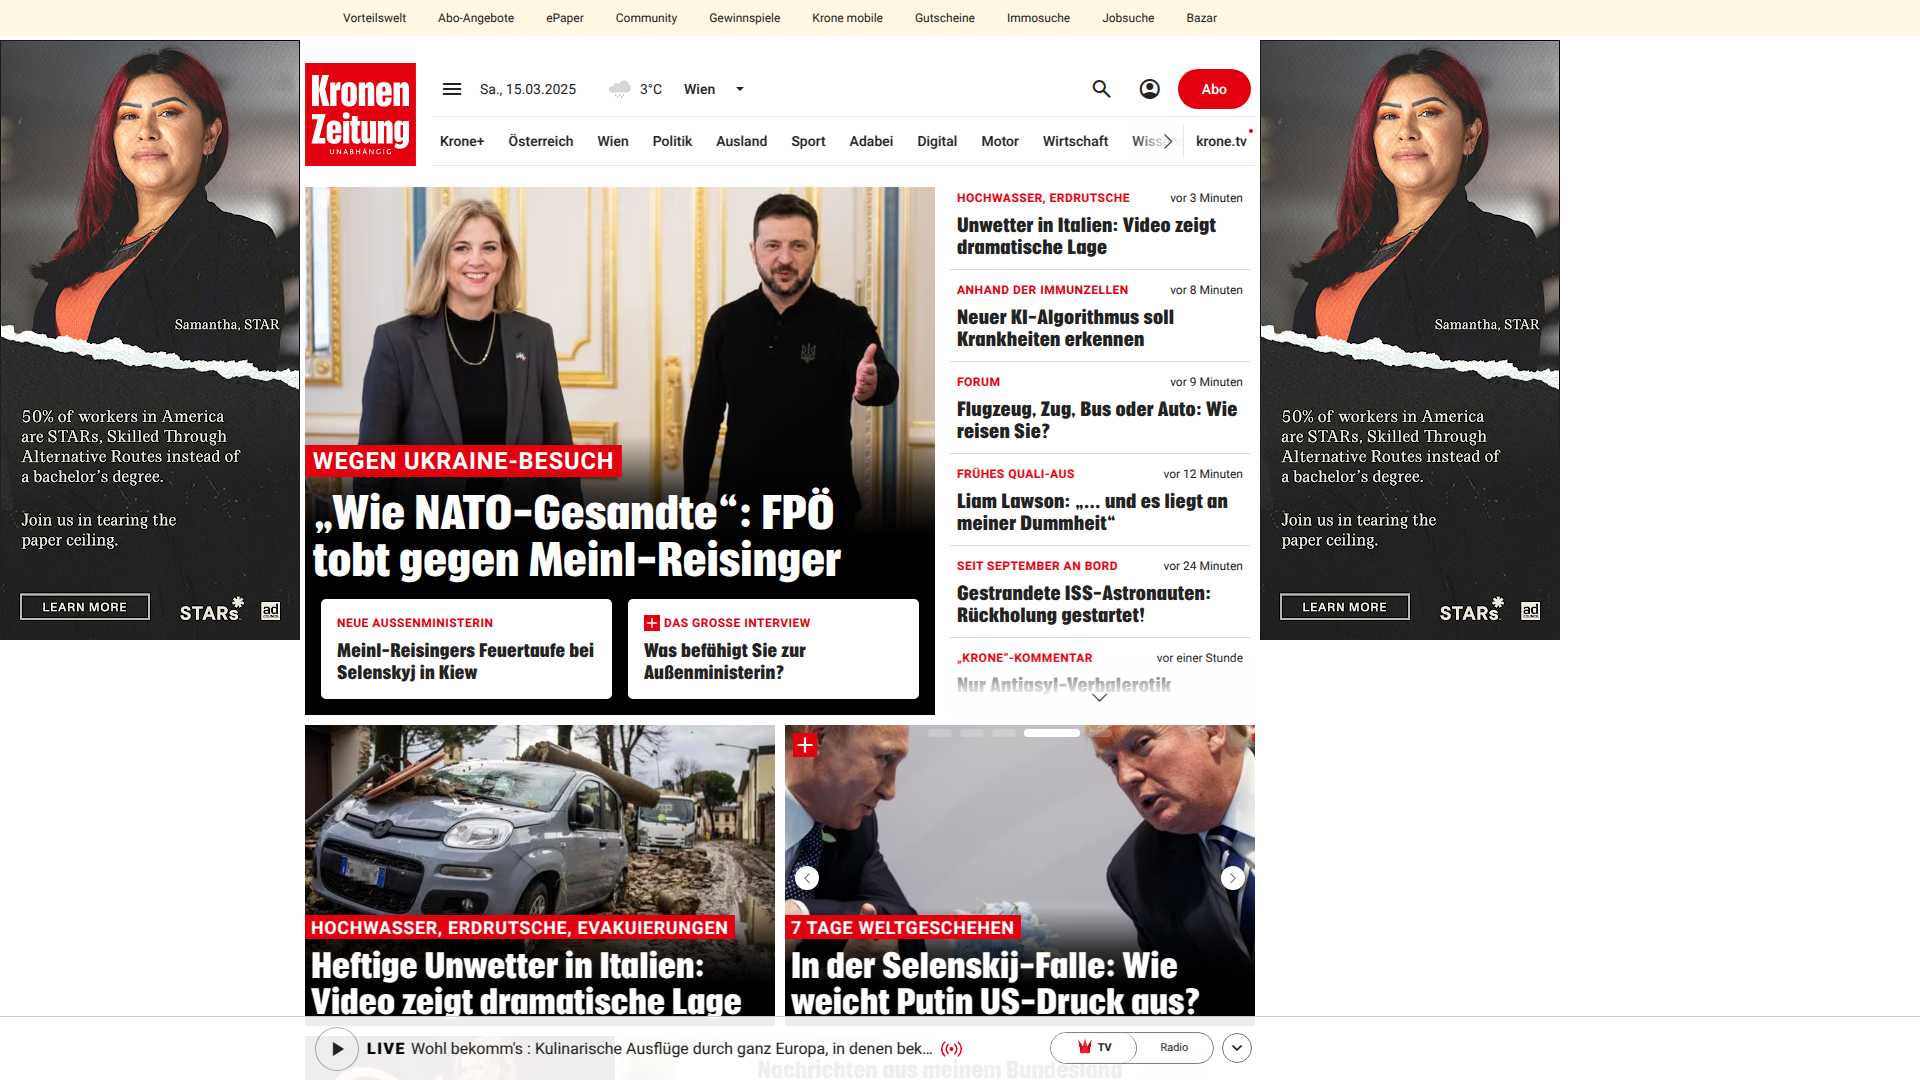 Vorteilswelt Abo-Angebote ePaper Community Gewinnspiele Krone mobile Gutscheine Immosuche Jobsuche Bazar
Kronen
Zeitung
UNABHÄNGIG
Sa., 15.03.2025 3°C Wien Abo
Krone+ Österreich Wien Politik Ausland Sport Adabei Digital Motor Wirtschaft krone.tv
Samantha, STAR
50% of workers in America
are STARs, Skilled Through
Alternative Routes instead of
a bachelor's degree.
Join us in tearing the
paper ceiling.
LEARN MORE
STARs
ad
WEGEN UKRAINE-BESUCH
„Wie NATO-Gesandte“: FPÖ
tobt gegen Meinl-Reisinger
NEUE AUSSENMINISTERIN
Meinl-Reisingers Feuertaufe bei
Selenskyj in Kiew
DAS GROSSE INTERVIEW
Was befähigt Sie zur
Außenministerin?
HOCHWASSER, ERDRUTSCHE vor 3 Minuten
Unwetter in Italien: Video zeigt
dramatische Lage
ANHAND DER IMMUNZELLEN vor 8 Minuten
Neuer KI-Algorithmus soll
Krankheiten erkennen
FORUM vor 9 Minuten
Flugzeug, Zug, Bus oder Auto: Wie
reisen Sie?
FRÜHES QUALI-AUS vor 12 Minuten
Liam Lawson: „... und es liegt an
meiner Dummheit“
SEIT SEPTEMBER AN BORD vor 24 Minuten
Gestrandete ISS-Astronauten:
Rückholung gestartet!
„KRONE“-KOMMENTAR vor einer Stunde
Nur Antiasyl-Verbalerotik
Samantha, STAR
50% of workers in America
are STARs, Skilled Through
Alternative Routes instead of
a bachelor's degree.
Join us in tearing the
paper ceiling.
LEARN MORE
STARs
ad
HOCHWASSER, ERDRUTSCHE, EVAKUIERUNGEN
Heftige Unwetter in Italien:
Video zeigt dramatische Lage
7 TAGE WELTGESCHEHEN
In der Selenskij-Falle: Wie
weicht Putin US-Druck aus?
LIVE Wohl bekomm's : Kulinarische Ausflüge durch ganz Europa, in denen bek... TV Radio
Nachrichten aus meinem Bundesland